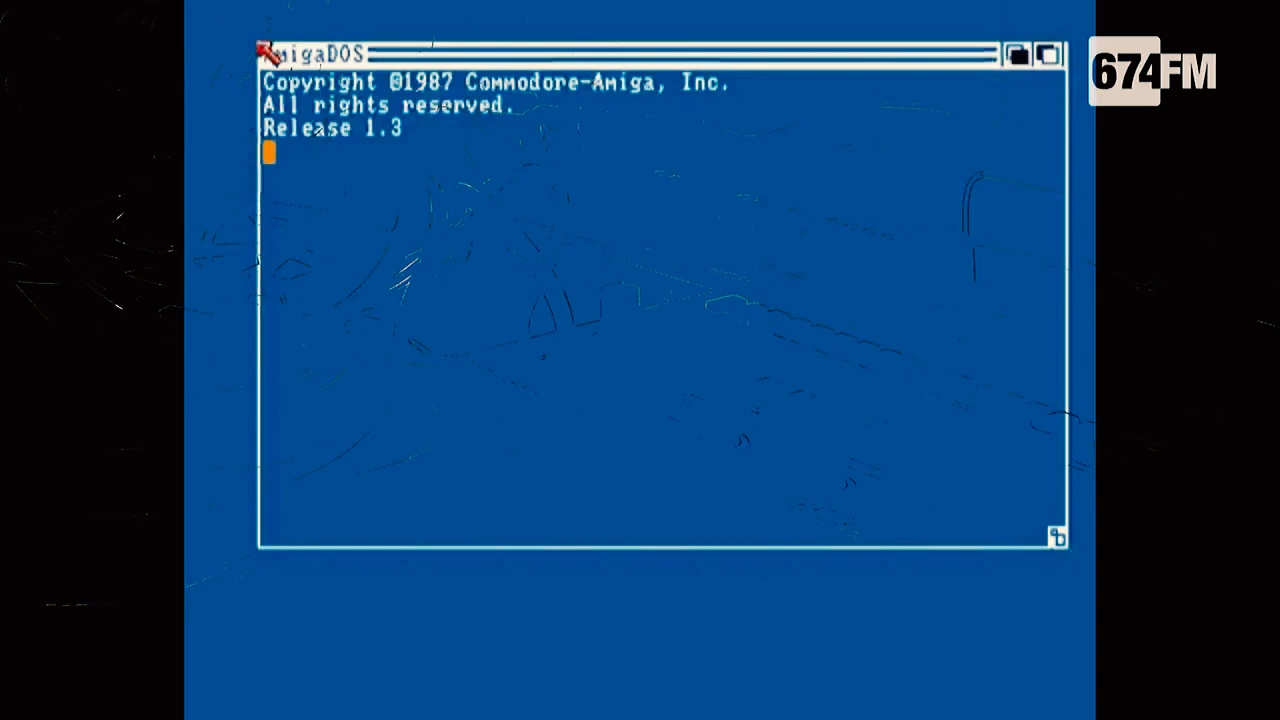 AmigaDOS
674FM
Copyright ©1987 Commodore-Amiga, Inc.
All rights reserved.
Release 1.3